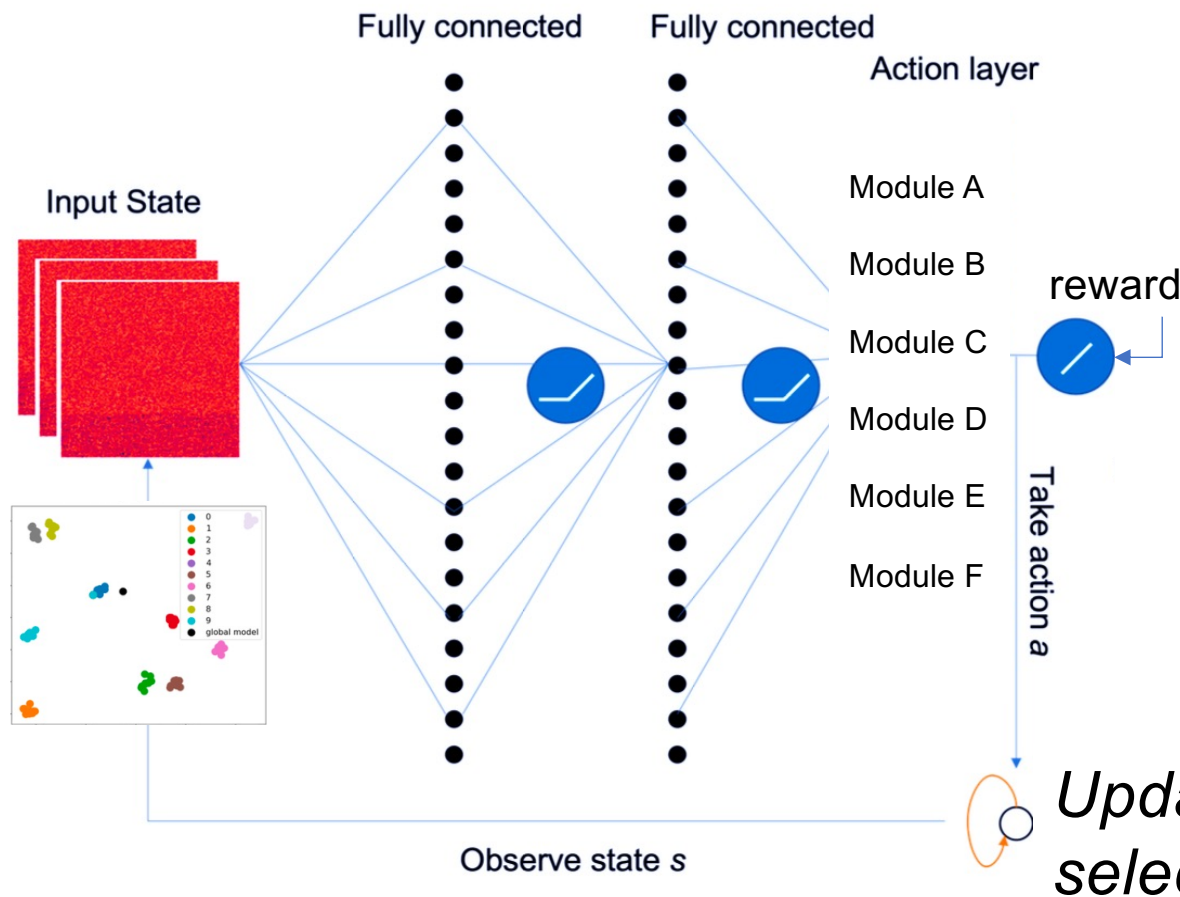 Fully connected
Fully connected
Action layer
Input State
Module A
Module B
reward
Module C
Module D
Module E
Module F
Take action a
0
1
2
3
4
5
6
7
8
9
global model
Observe state s
Upda
selec